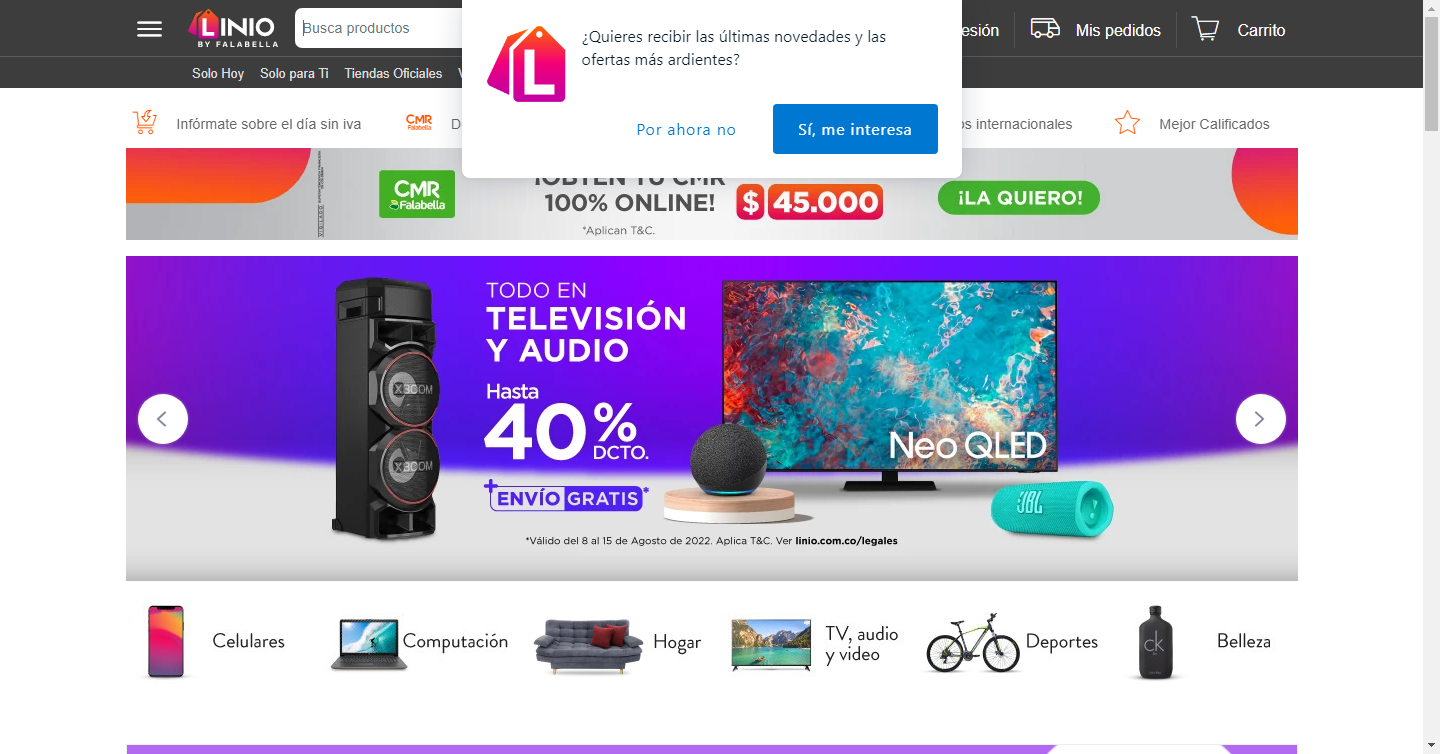 LINIO
BY FALABELLA
Busca productos
esión
Mis pedidos
Carrito
Solo Hoy
Solo para Ti
Tiendas Oficiales
¿Quieres recibir las últimas novedades y las
ofertas más ardientes?
Por ahora no
Sí, me interesa
Infórmate sobre el día sin iva
CMR
Falabella
s internacionales
Mejor Calificados
CMR
Falabella
¡OBTÉN TU CMR
100% ONLINE!
*Aplican T&C.
$ 45.000
¡LA QUIERO!
TODO EN
TELEVISIÓN
Y AUDIO
Hasta
40%
DCTO.
+ENVÍO GRATIS*
XBOOM
XBOOM
Neo QLED
JBL
*Válido del 8 al 15 de Agosto de 2022. Aplica T&C. Ver linio.com.co/legales
Celulares
Computación
Hogar
TV, audio
y video
Deportes
ck
Belleza